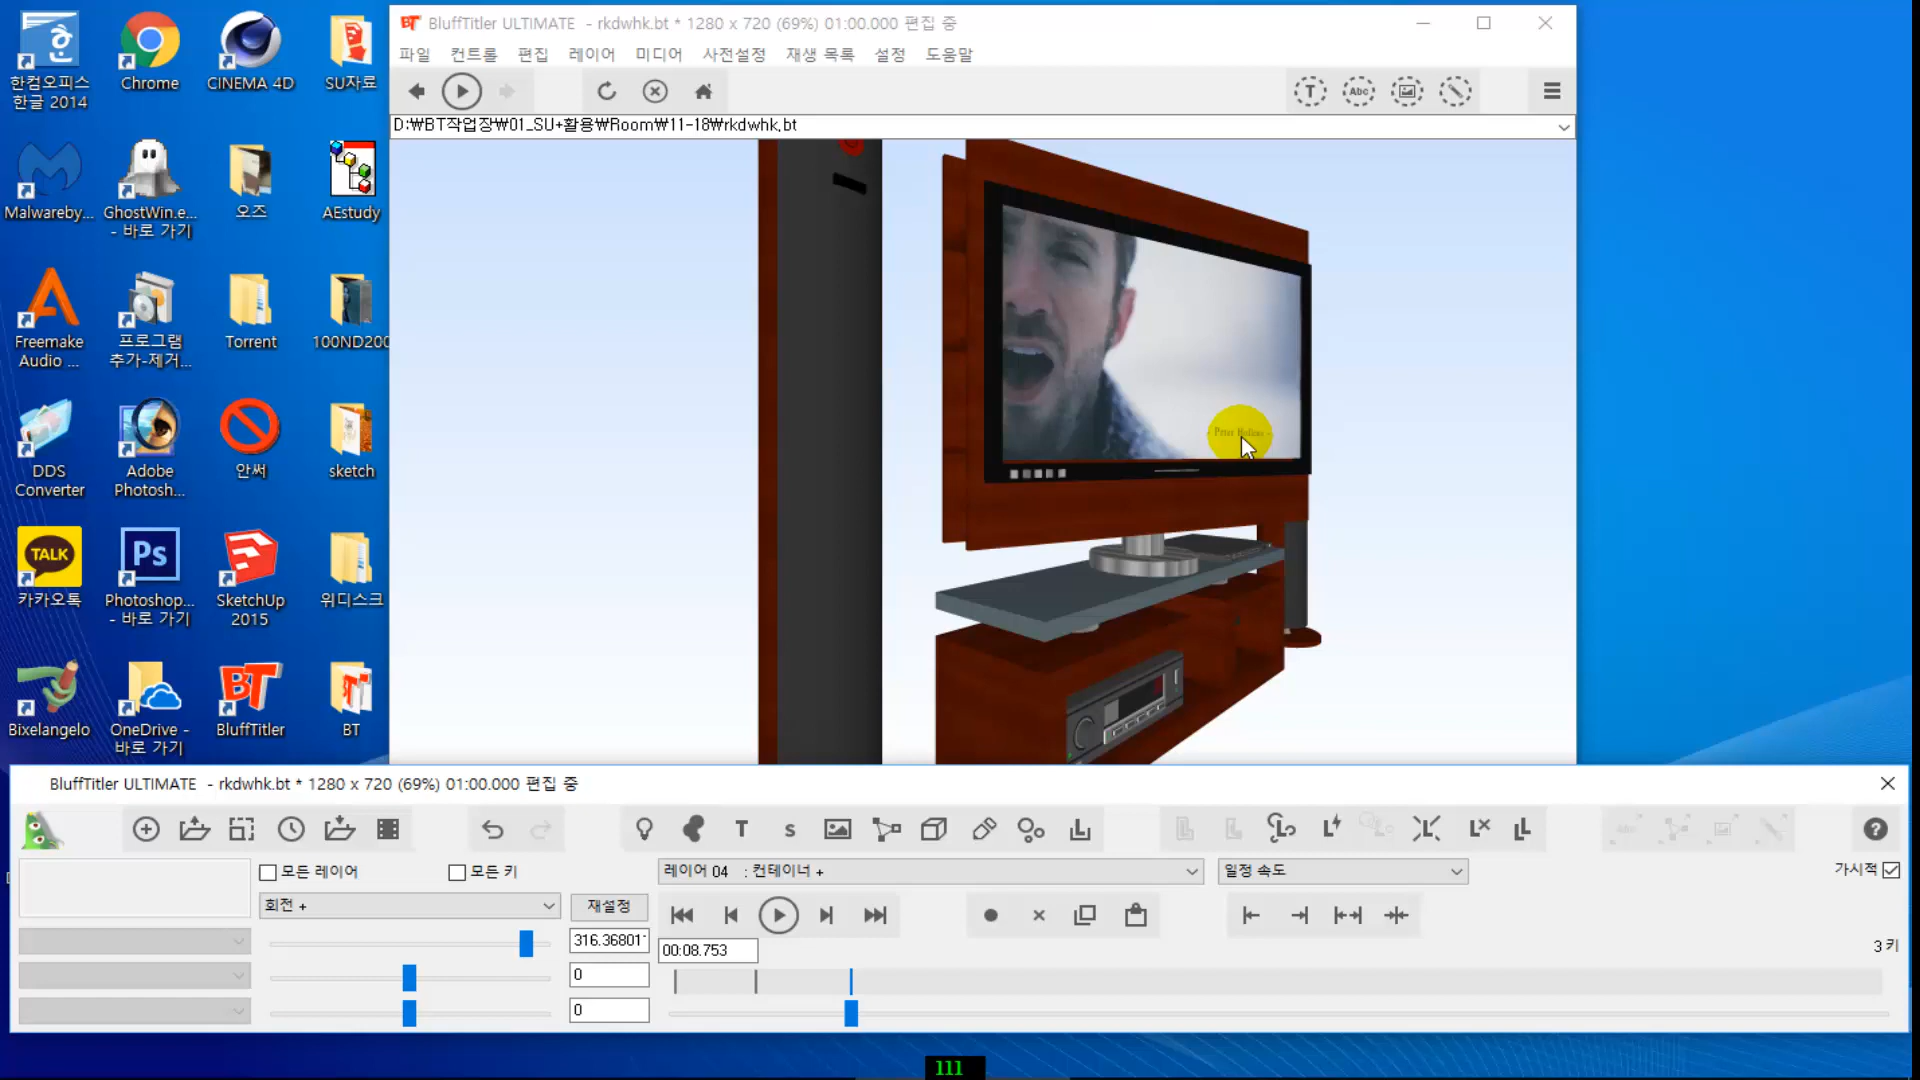 한컴오피스
한글 2014
Chrome
CINEMA 4D
SU자료
Malwareby...
GhostWin.e...
- 바로 가기
오즈
AEstudy
Freemake
Audio ...
프로그램
추가-제거...
Torrent
100ND200
DDS
Converter
Adobe
Photosh...
안써
sketch
TALK
카카오톡
Ps
Photoshop...
- 바로 가기
SketchUp
2015
위디스크
Bixelangelo
OneDrive -
바로 가기
BT
BluffTitler
BT
BT BluffTitler ULTIMATE - rkdwhk.bt * 1280 x 720 (69%) 01:00.000 편집 중
파일 컨트롤 편집 레이어 미디어 사전설정 재생 목록 설정 도움말
T Abc
D:₩BT작업장₩01_SU+활용₩Room₩11-18₩rkdwhk.bt
BluffTitler ULTIMATE - rkdwhk.bt * 1280 x 720 (69%) 01:00.000 편집 중
T S
모든 레이어 모든 키 레이어 04 : 컨테이너 + 일정 속도 가시적
회전 + 재설정
316.36801
00:08.753 3 키
0
0
111